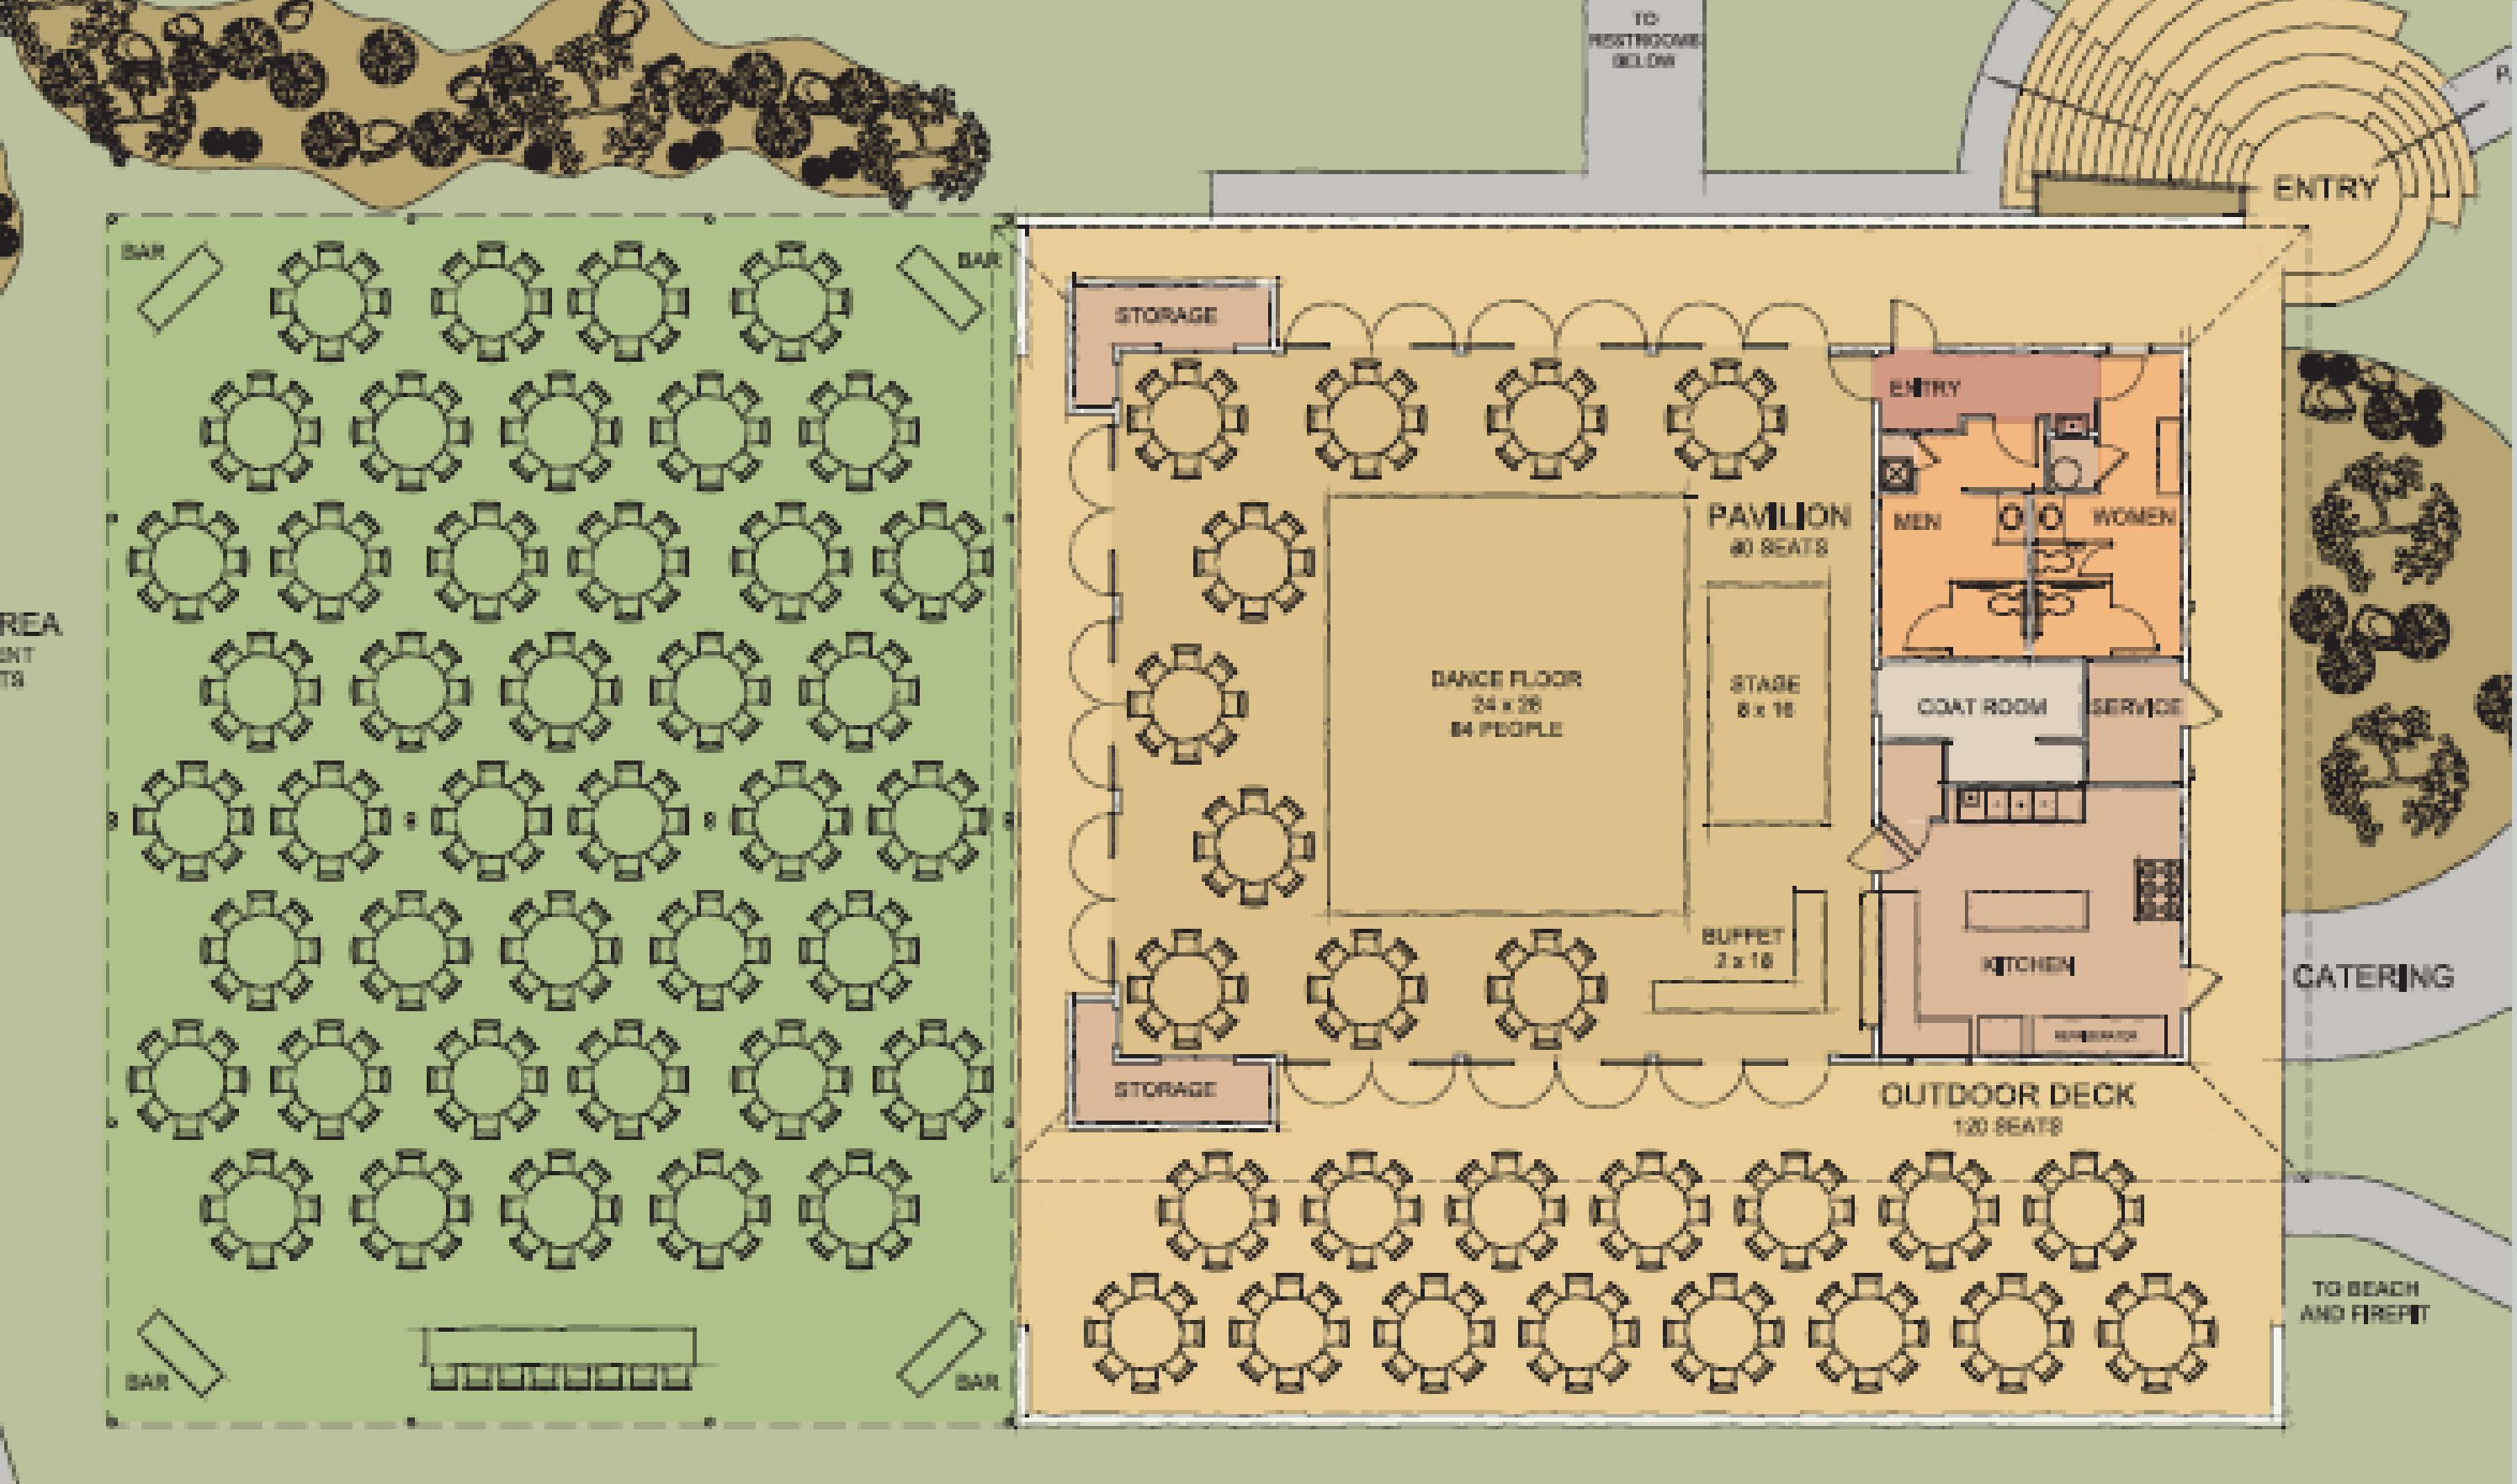 TO
RESTROOMS
BELOW
ENTRY
BAR
BAR
STORAGE
ENTRY
PAVILION
80 SEATS
MEN
WOMEN
DANCE FLOOR
24 x 28
84 PEOPLE
STAGE
8 x 16
COAT ROOM
SERVICE
BUFFET
2 x 18
KITCHEN
REFRIGERATOR
CATERING
STORAGE
OUTDOOR DECK
120 SEATS
TO BEACH
AND FIREPIT
BAR
BAR